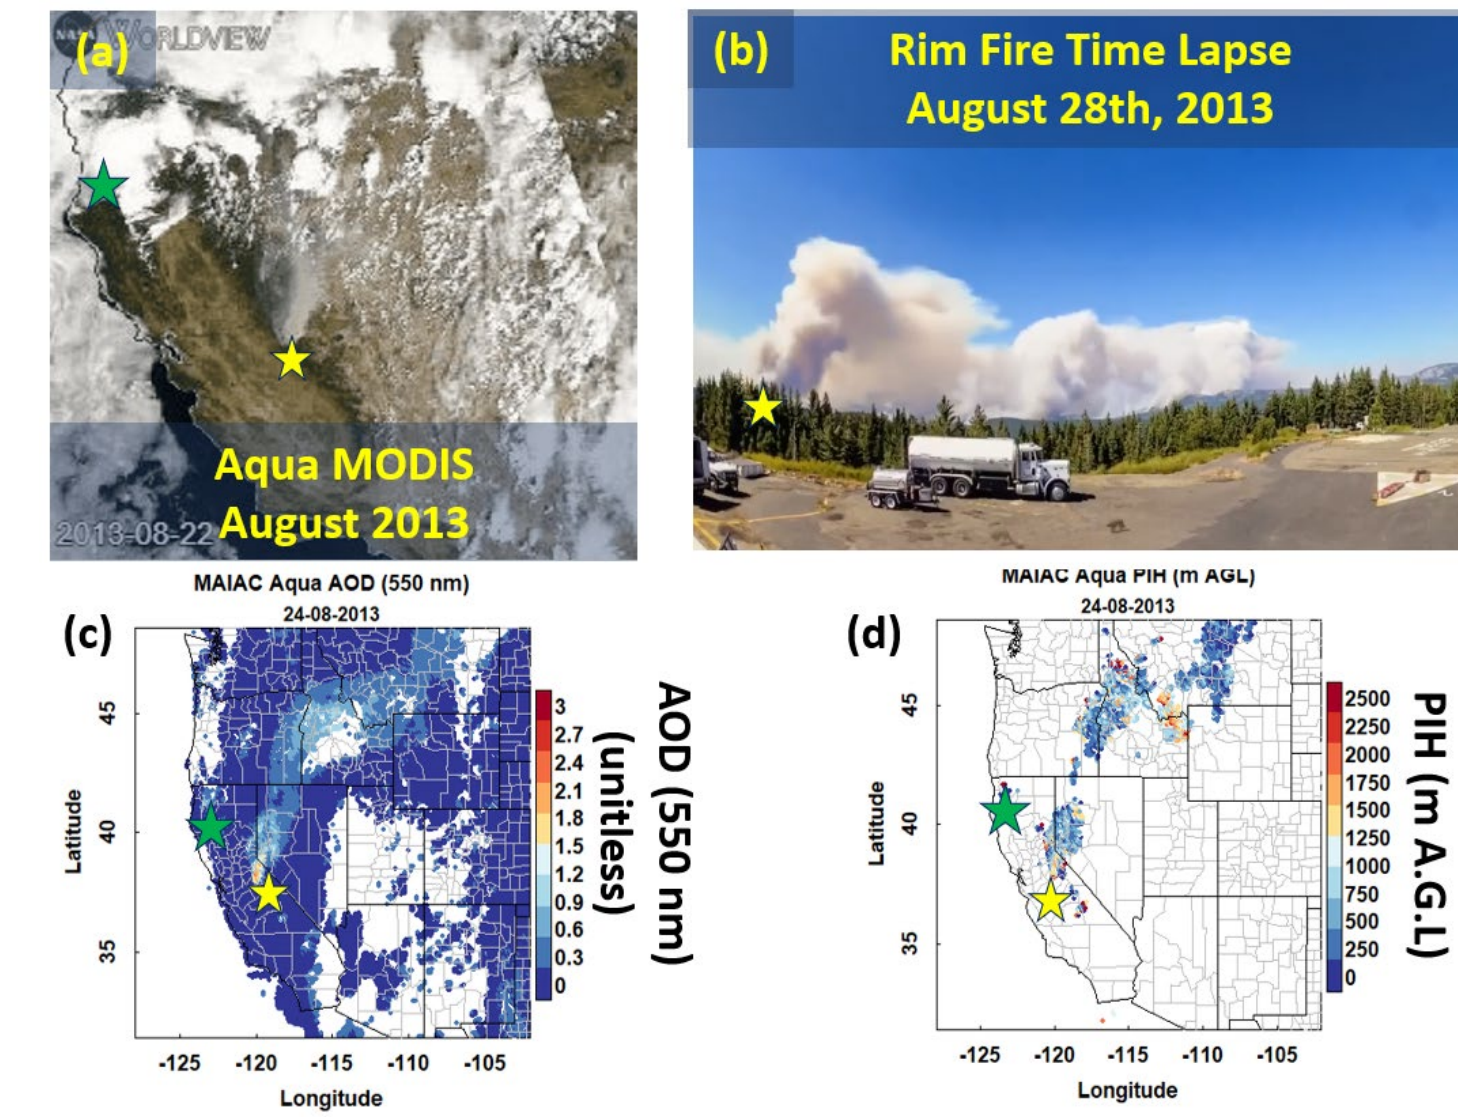 NASA WORLDVIEW
(a)
Aqua MODIS
August 2013
2013-08-22
(b)
Rim Fire Time Lapse
August 28th, 2013
MAIAC Aqua AOD (550 nm)
24-08-2013
(c)
45
40
35
Latitude
-125 -120 -115 -110 -105
Longitude
3
2.7
2.4
2.1
1.8
1.5
1.2
0.9
0.6
0.3
0
AOD (550 nm)
(unitless)
MAIAC Aqua PIH (m AGL)
24-08-2013
(d)
45
40
35
Latitude
-125 -120 -115 -110 -105
Longitude
2500
2250
2000
1750
1500
1250
1000
750
500
250
0
PIH (m A.G.L)